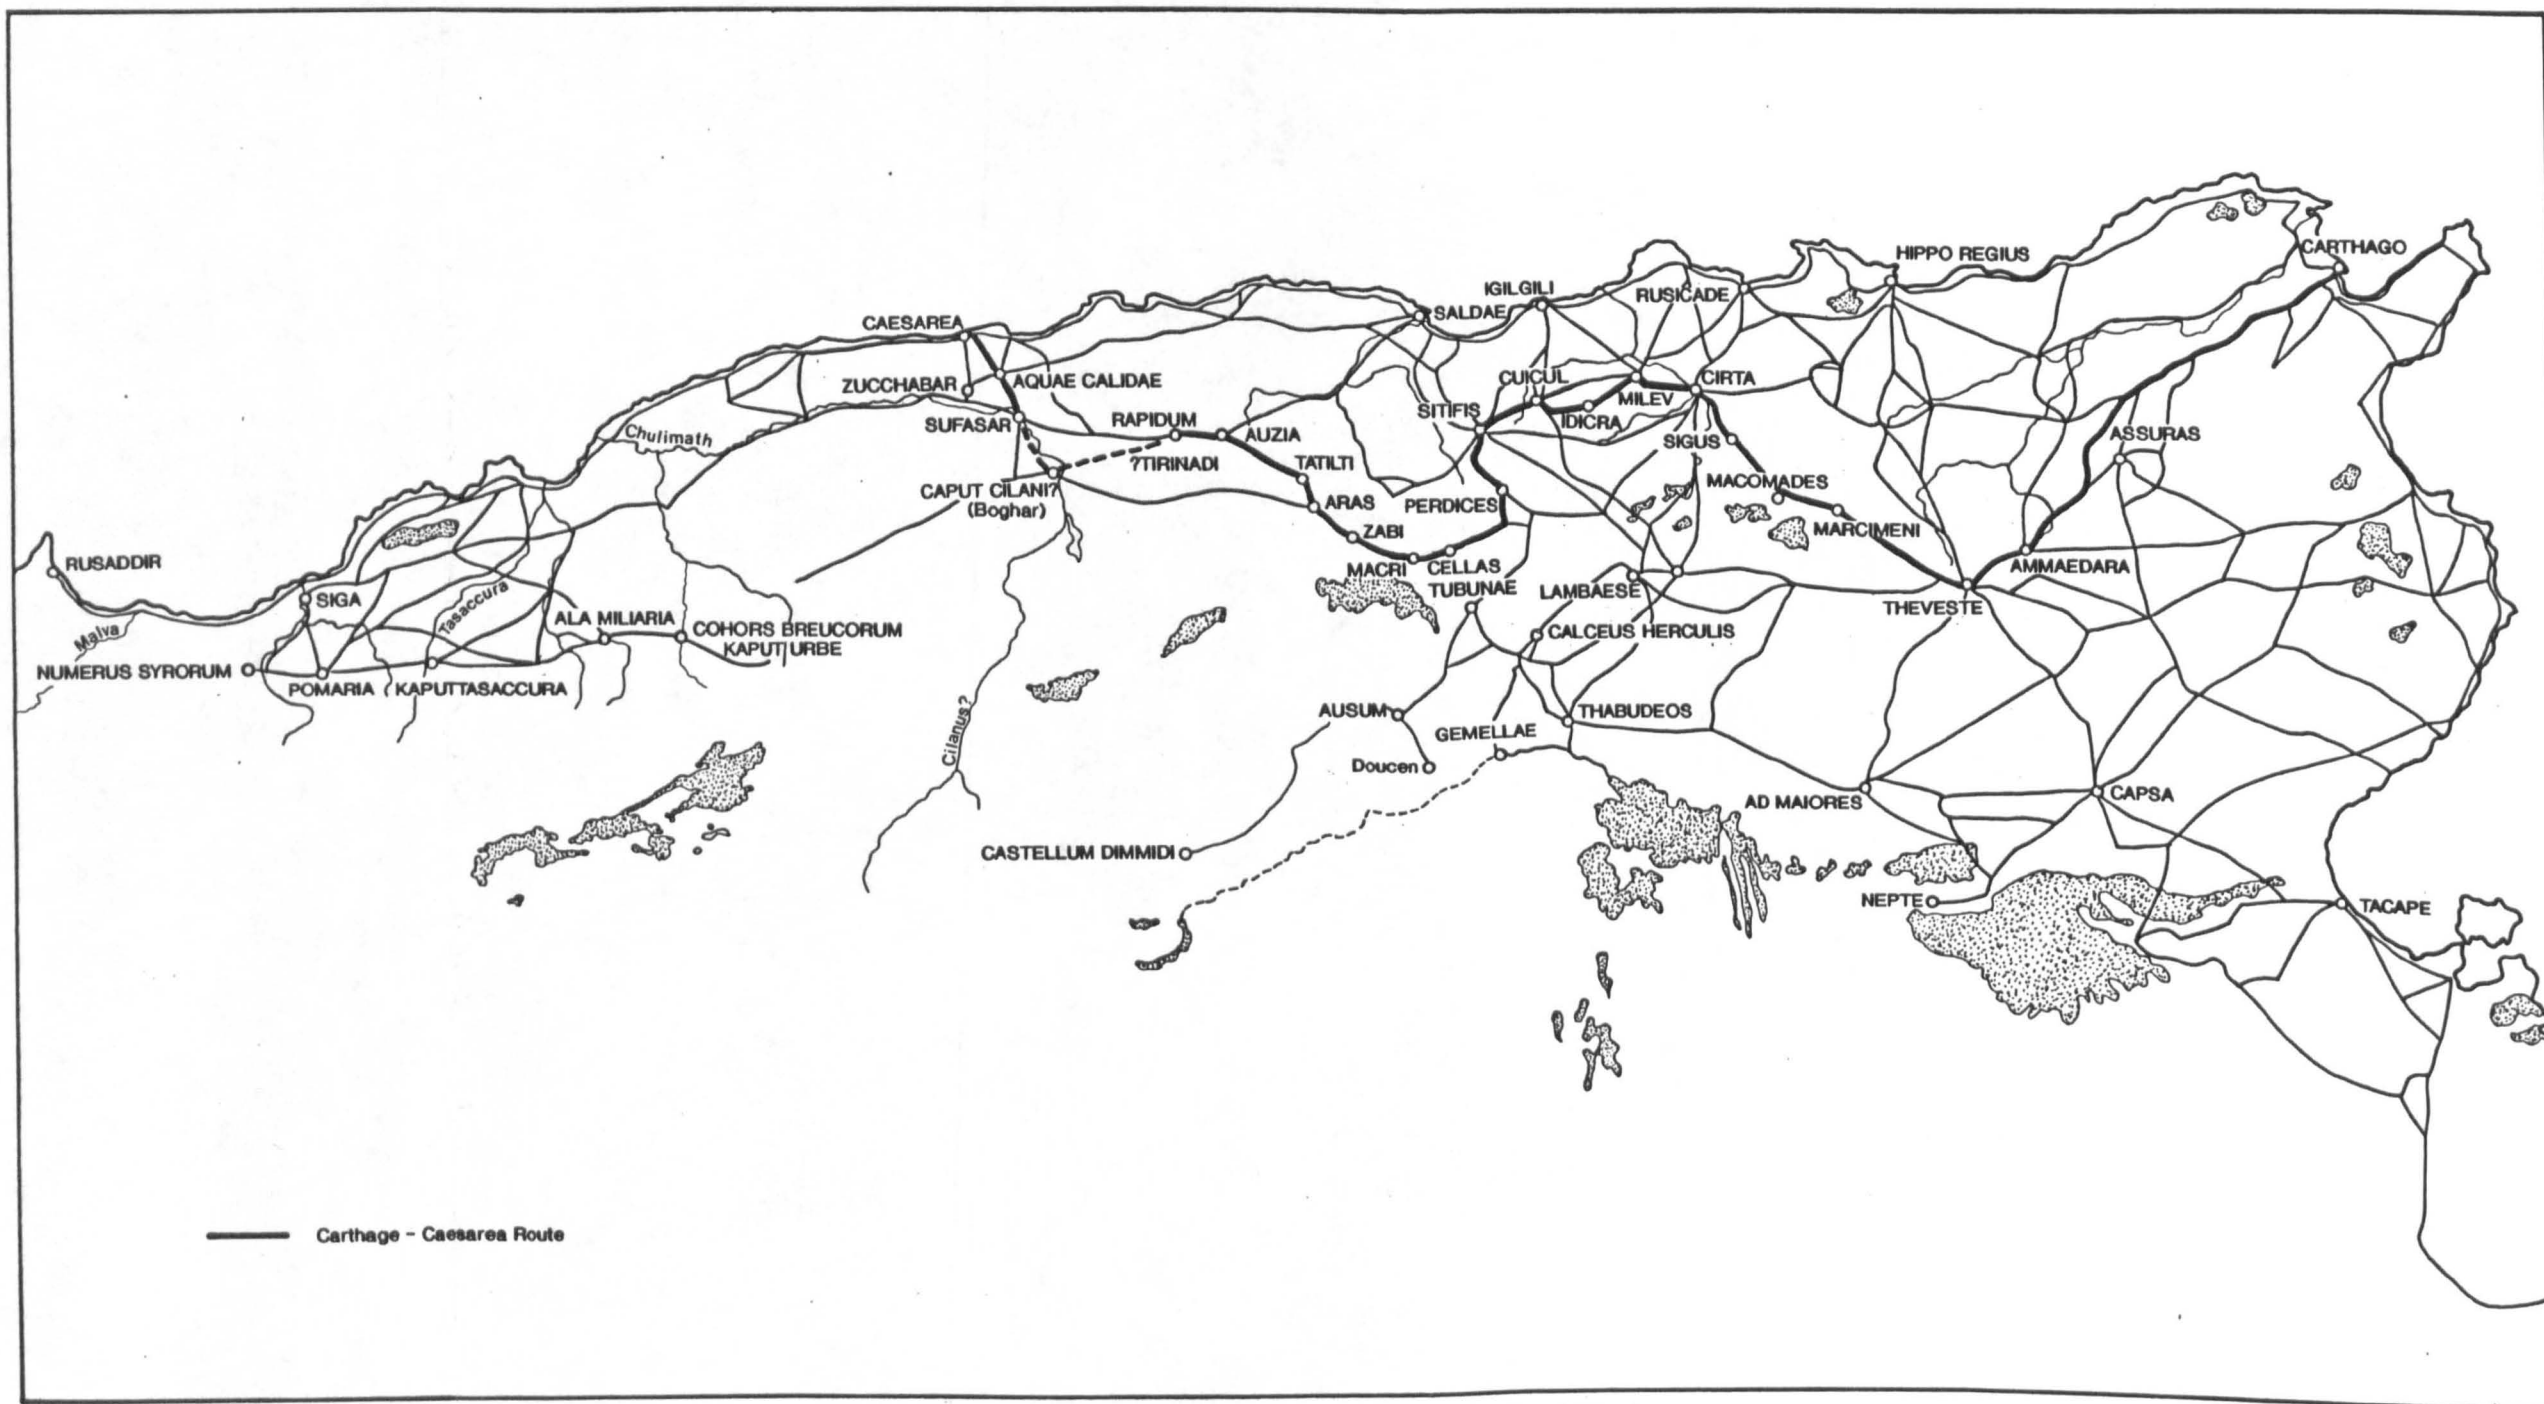 HIPPO REGIUS
CARTHAGO
IGILGILI
RUSICADE
SALDAE
CAESAREA
ZUCCHABAR
AQUAE CALIDAE
CUICUL
CIRTA
MILEV
SITIFIS
IDICRA
SUFASAR
RAPIDUM
AUZIA
SIGUS
ASSURAS
Chulimath
?TIRINADI
TATILTI
MACOMADES
CAPUT CILANI?
(Boghar)
ARAS
PERDICES
ZABI
MARCIMENI
RUSADDIR
MACRI
CELLAS
AMMAEDARA
TUBUNAE
LAMBAESE
THEVESTE
SIGA
Tasaccura
ALA MILIARIA
COHORS BREUCORUM
KAPUT URBE
Malva
CALCEUS HERCULIS
NUMERUS SYRORUM
POMARIA
KAPUTTASACCURA
AUSUM
THABUDEOS
GEMELLAE
Cilanus?
Doucen
AD MAIORES
CAPSA
CASTELLUM DIMMIDI
NEPTE
TACAPE
Carthage - Caesarea Route